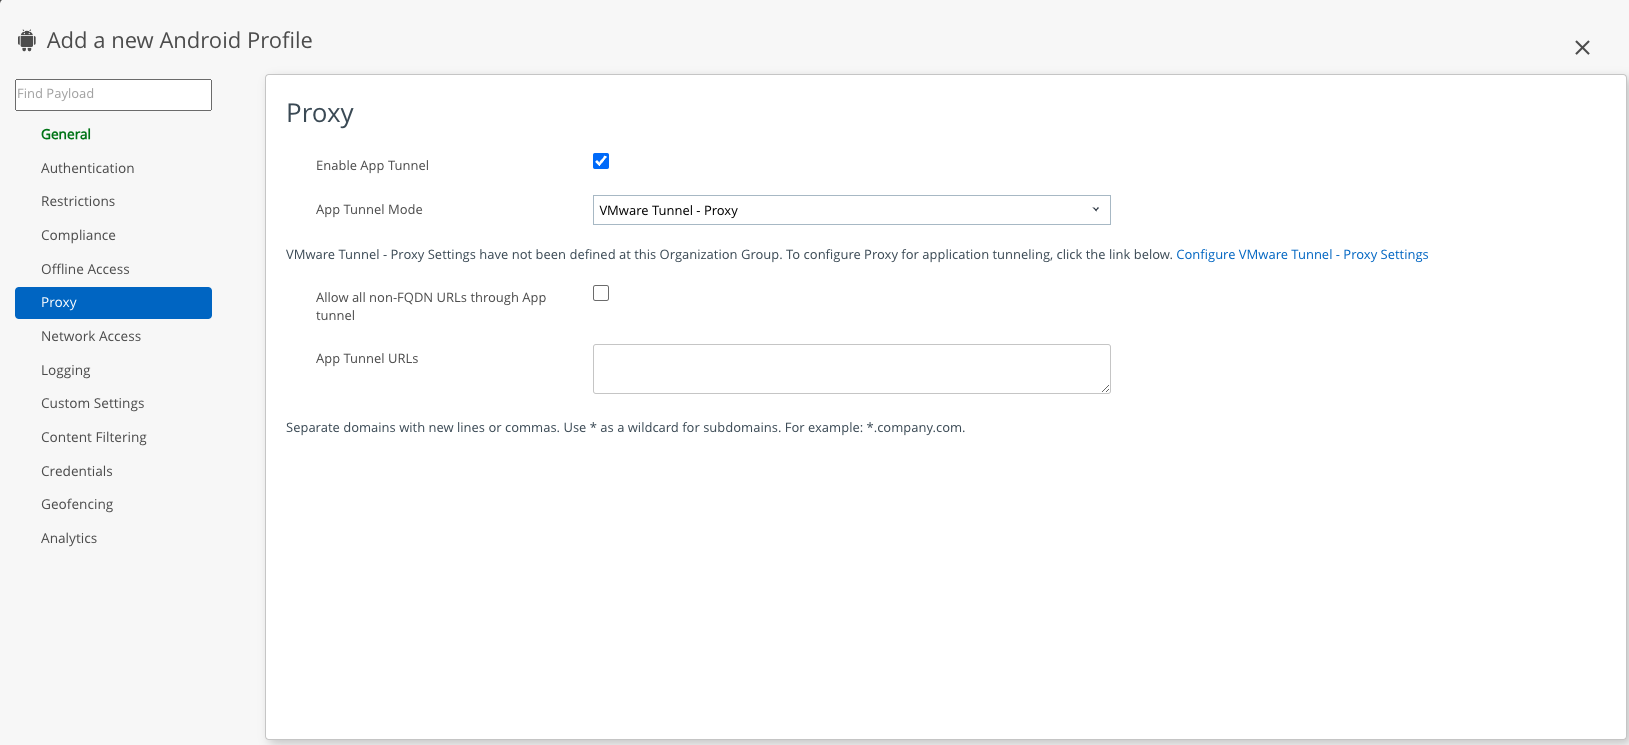 Add a new Android Profile
Find Payload
General
Authentication
Restrictions
Compliance
Offline Access
Proxy
Network Access
Logging
Custom Settings
Content Filtering
Credentials
Geofencing
Analytics
Proxy
Enable App Tunnel
App Tunnel Mode
VMware Tunnel - Proxy
VMware Tunnel - Proxy Settings have not been defined at this Organization Group. To configure Proxy for application tunneling, click the link below. Configure VMware Tunnel - Proxy Settings
Allow all non-FQDN URLs through App
tunnel
App Tunnel URLs
Separate domains with new lines or commas. Use * as a wildcard for subdomains. For example: *.company.com.